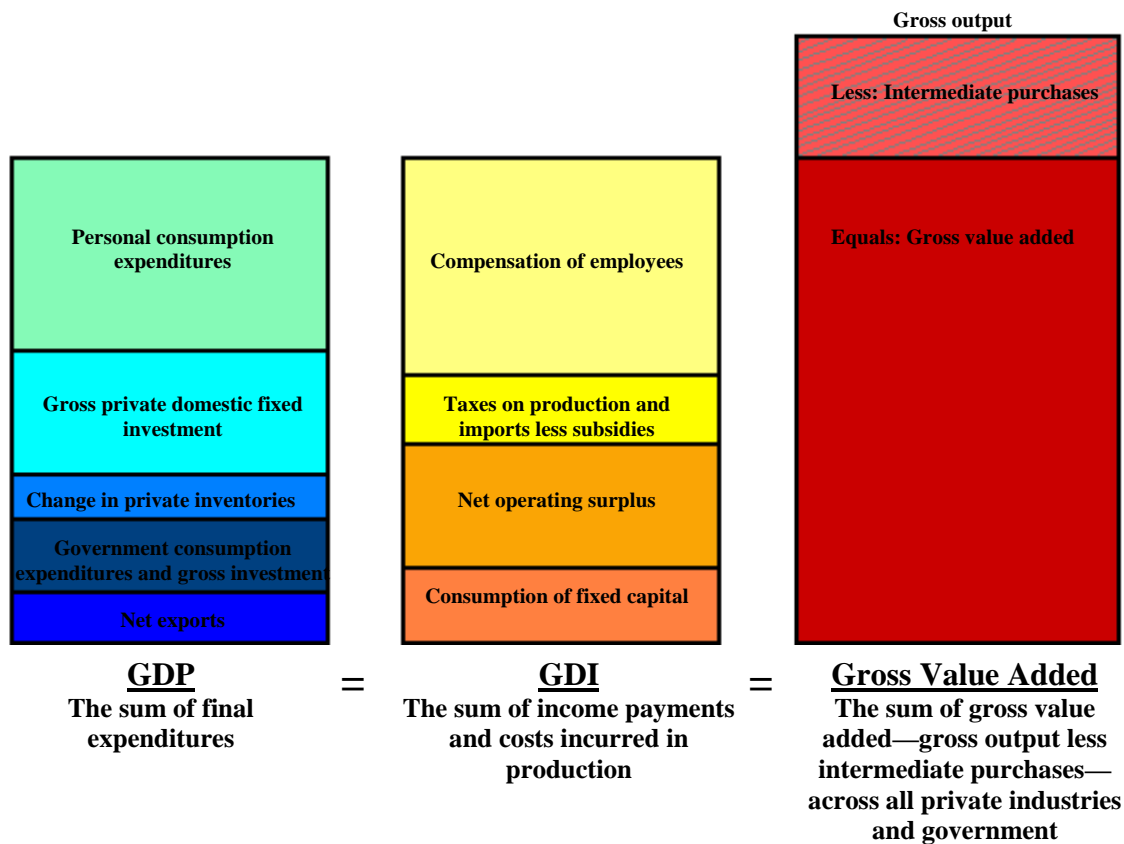 Gross output
Less: Intermediate purchases
Personal consumption
expenditures
Compensation of employees
Equals: Gross value added
Gross private domestic fixed
investment
Taxes on production and
imports less subsidies
Change in private inventories
Net operating surplus
Government consumption
expenditures and gross investment
Consumption of fixed capital
Net exports
GDP
The sum of final
expenditures
=
GDI
The sum of income payments
and costs incurred in
production
=
Gross Value Added
The sum of gross value
added—gross output less
intermediate purchases—
across all private industries
and government